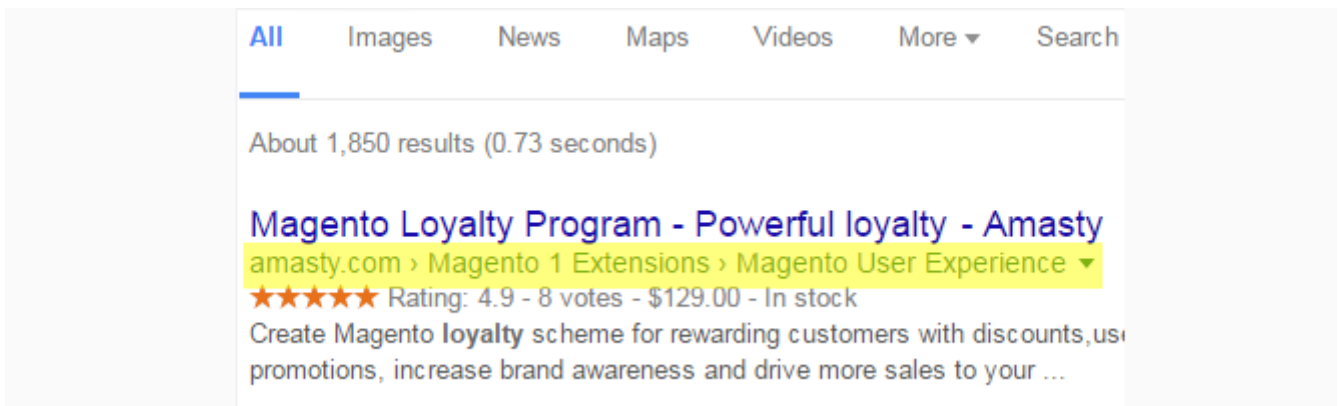 All Images News Maps Videos More Search
About 1,850 results (0.73 seconds)
Magento Loyalty Program - Powerful loyalty - Amasty
amasty.com › Magento 1 Extensions › Magento User Experience
Rating: 4.9 - 8 votes - $129.00 - In stock
Create Magento loyalty scheme for rewarding customers with discounts,
promotions, increase brand awareness and drive more sales to your ...